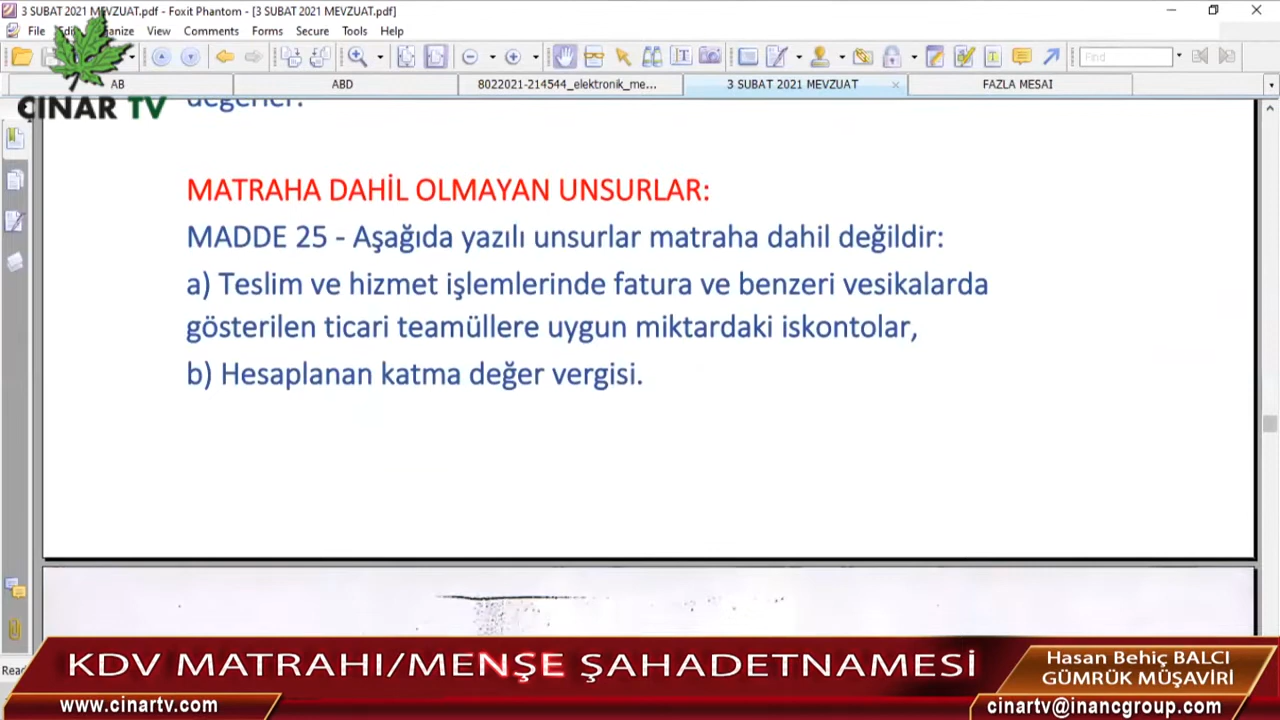 3 SUBAT 2021 MEVZUAT.pdf - Foxit Phantom - [3 SUBAT 2021 MEVZUAT.pdf]
File Edit Organize View Comments Forms Secure Tools Help
Find
AB ABD 8022021-214544_elektronik_me... 3 SUBAT 2021 MEVZUAT FAZLA MESAI
ÇINAR TV
değerler.
MATRAHA DAHİL OLMAYAN UNSURLAR:
MADDE 25 - Aşağıda yazılı unsurlar matraha dahil değildir:
a) Teslim ve hizmet işlemlerinde fatura ve benzeri vesikalarda
gösterilen ticari teamüllere uygun miktardaki iskontolar,
b) Hesaplanan katma değer vergisi.
KDV MATRAHI/MENŞE ŞAHADETNAMESİ
Hasan Behiç BALCI
GÜMRÜK MÜŞAVİRİ
www.cinartv.com
cinartv@inancgroup.com